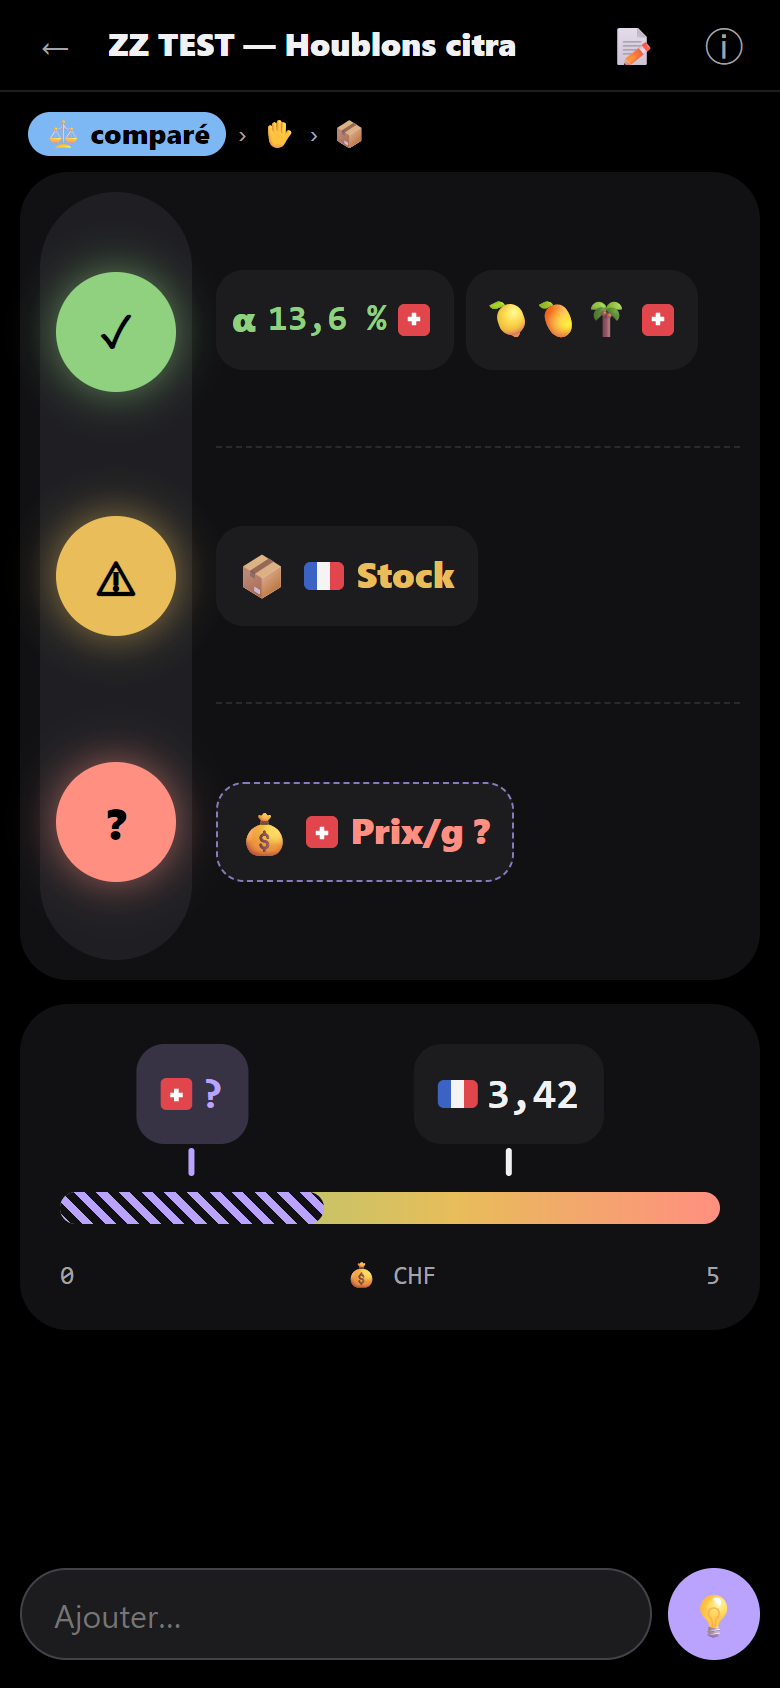 ← ZZ TEST — Houblons citra ⓘ
⚖️ comparé › ✋ › 📦
✓ α 13,6 %
⚠ Stock
? Prix/g ?
? 3,42
0 💰 CHF 5
Ajouter…